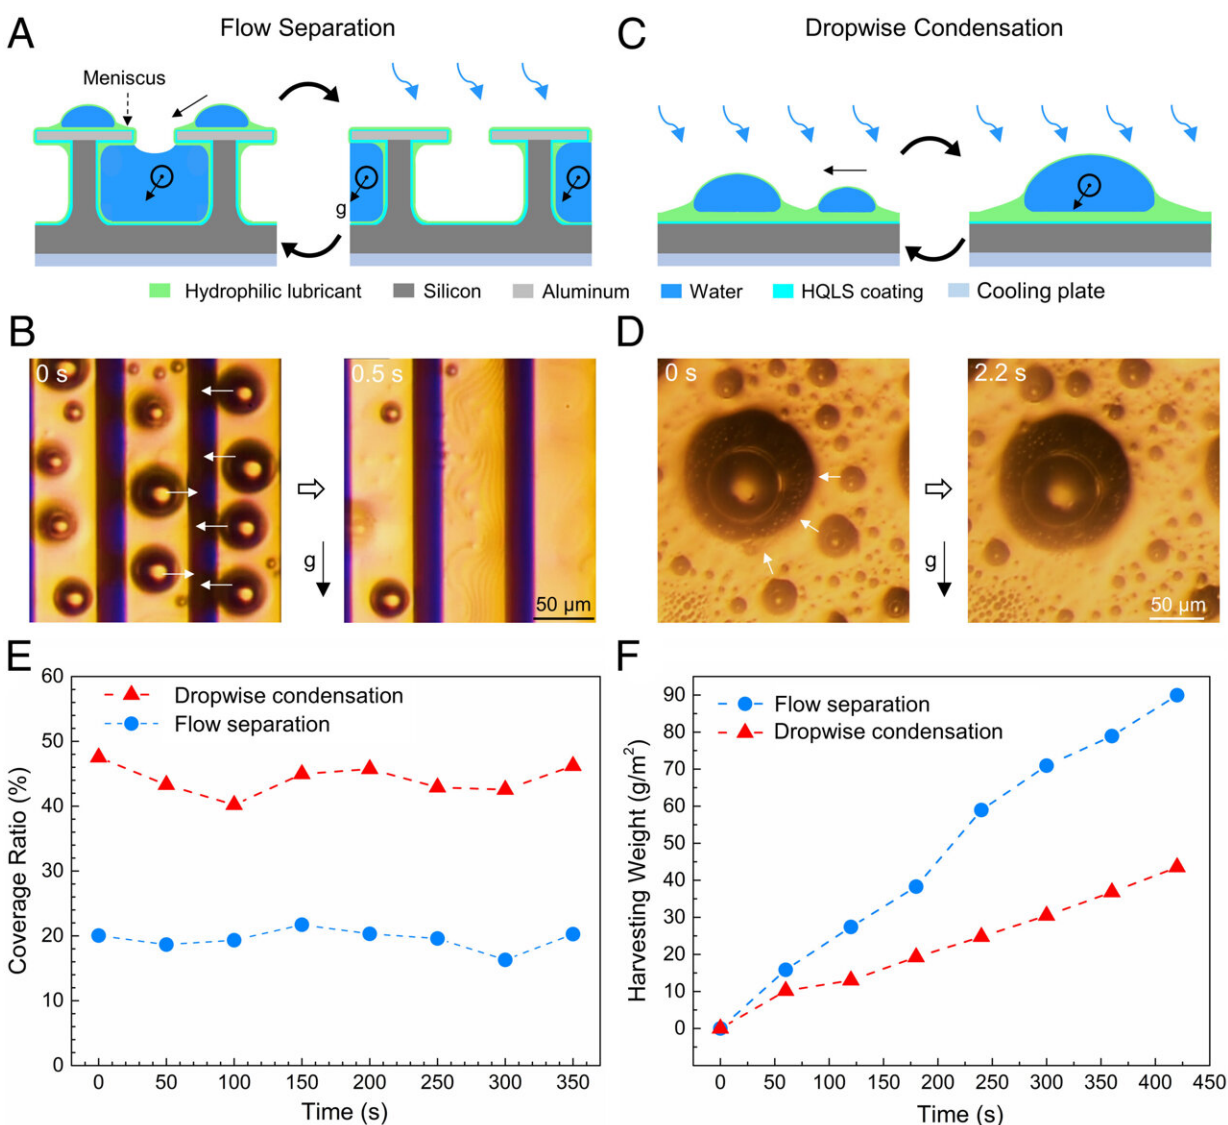 A
Flow Separation
C
Dropwise Condensation
Meniscus
g
Hydrophilic lubricant
Silicon
Aluminum
Water
HQLS coating
Cooling plate
B
0 s
0.5 s
g
50 µm
D
0 s
2.2 s
g
50 µm
E
60
50
40
30
20
10
0
Coverage Ratio (%)
Dropwise condensation
Flow separation
0 50 100 150 200 250 300 350
Time (s)
F
90
80
70
60
50
40
30
20
10
0
Harvesting Weight (g/m²)
Flow separation
Dropwise condensation
0 50 100 150 200 250 300 350 400 450
Time (s)